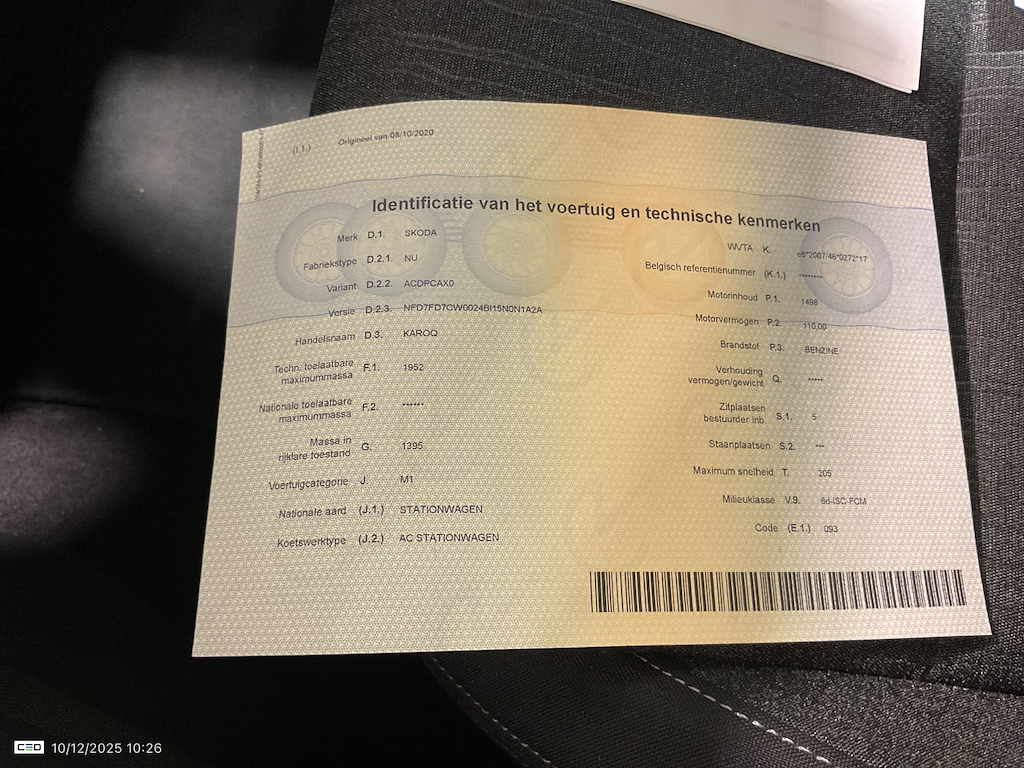 (I.1.) Origineel van 08/10/2020
Identificatie van het voertuig en technische kenmerken
Merk D.1. SKODA
Fabriekstype D.2.1. NU
Variant D.2.2. ACDPCAX0
Versie D.2.3. NFD7FD7CW0024BI15N0N1A2A
Handelsnaam D.3. KAROQ
Techn. toelaatbare
maximummassa F.1. 1952
Nationale toelaatbare
maximummassa F.2. ------
Massa in
rijklare toestand G. 1395
Voertuigcategorie J. M1
Nationale aard (J.1.) STATIONWAGEN
Koetswerktype (J.2.) AC STATIONWAGEN
WVTA K. e8*2007/46*0272*17
Belgisch referentienummer (K.1.) --------
Motorinhoud P.1. 1498
Motorvermogen P.2. 110,00
Brandstof P.3. BENZINE
Verhouding
vermogen/gewicht Q. -----
Zitplaatsen
bestuurder inb. S.1. 5
Staanplaatsen S.2. ---
Maximum snelheid T. 205
Milieuklasse V.9. 6d-ISC-FCM
Code (E.1.) 093
CEO 10/12/2025 10:26